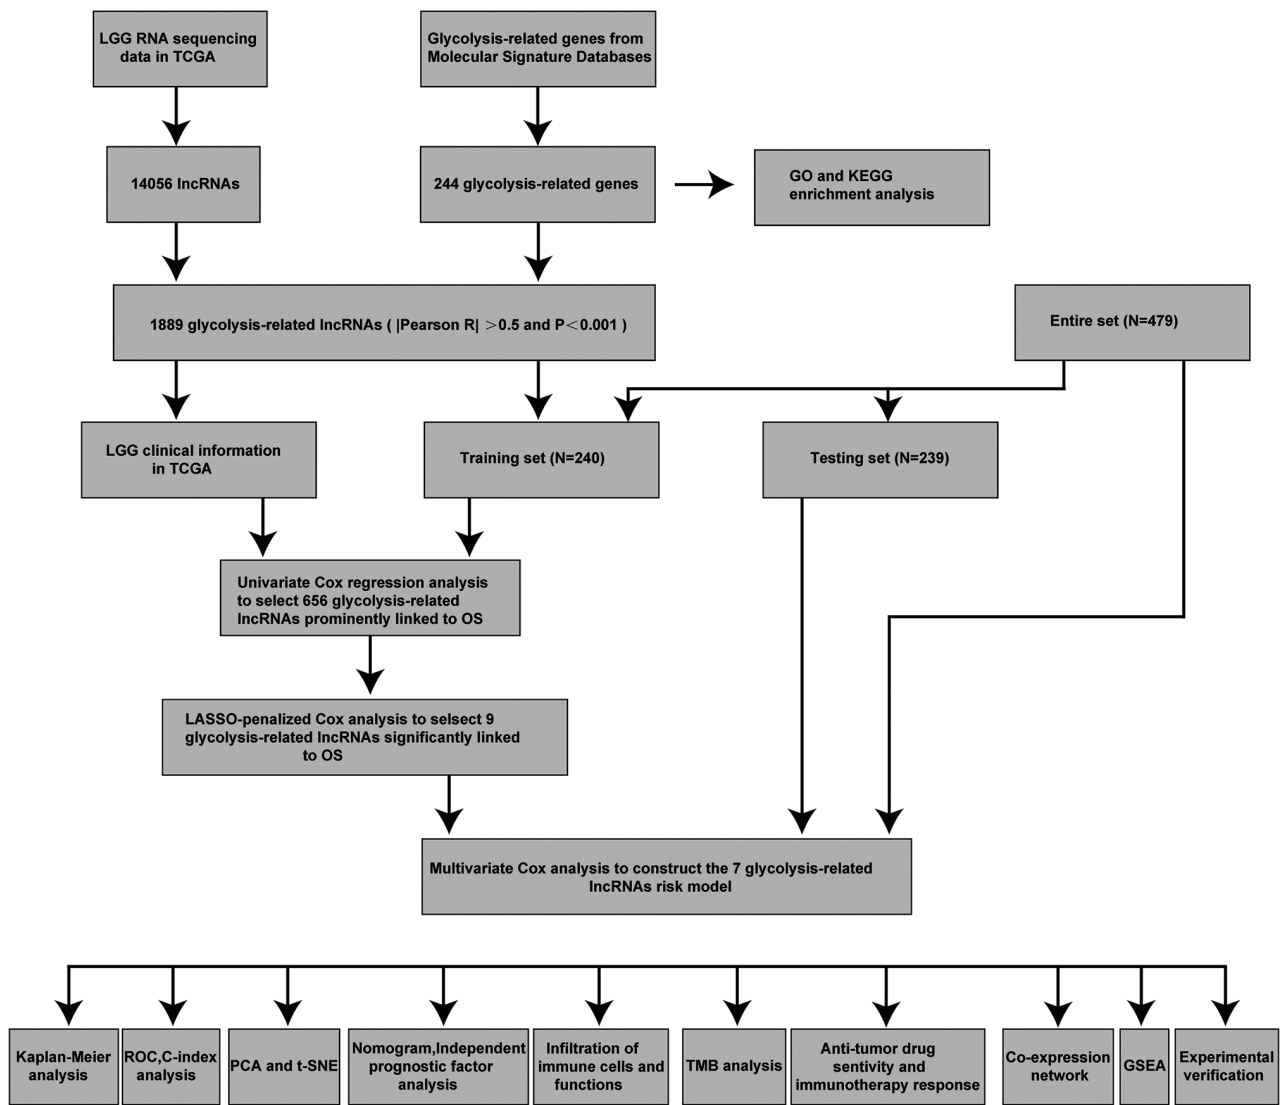 LGG RNA sequencing
data in TCGA
Glycolysis-related genes from
Molecular Signature Databases
14056 lncRNAs
244 glycolysis-related genes
GO and KEGG
enrichment analysis
1889 glycolysis-related lncRNAs ( |Pearson R| >0.5 and P<0.001 )
Entire set (N=479)
LGG clinical information
in TCGA
Training set (N=240)
Testing set (N=239)
Univariate Cox regression analysis
to select 656 glycolysis-related
lncRNAs prominently linked to OS
LASSO-penalized Cox analysis to selsect 9
glycolysis-related lncRNAs significantly linked
to OS
Multivariate Cox analysis to construct the 7 glycolysis-related
lncRNAs risk model
Kaplan-Meier
analysis
ROC,C-index
analysis
PCA and t-SNE
Nomogram,Independent
prognostic factor
analysis
Infiltration of
immune cells and
functions
TMB analysis
Anti-tumor drug
sentivity and
immunotherapy response
Co-expression
network
GSEA
Experimental
verification